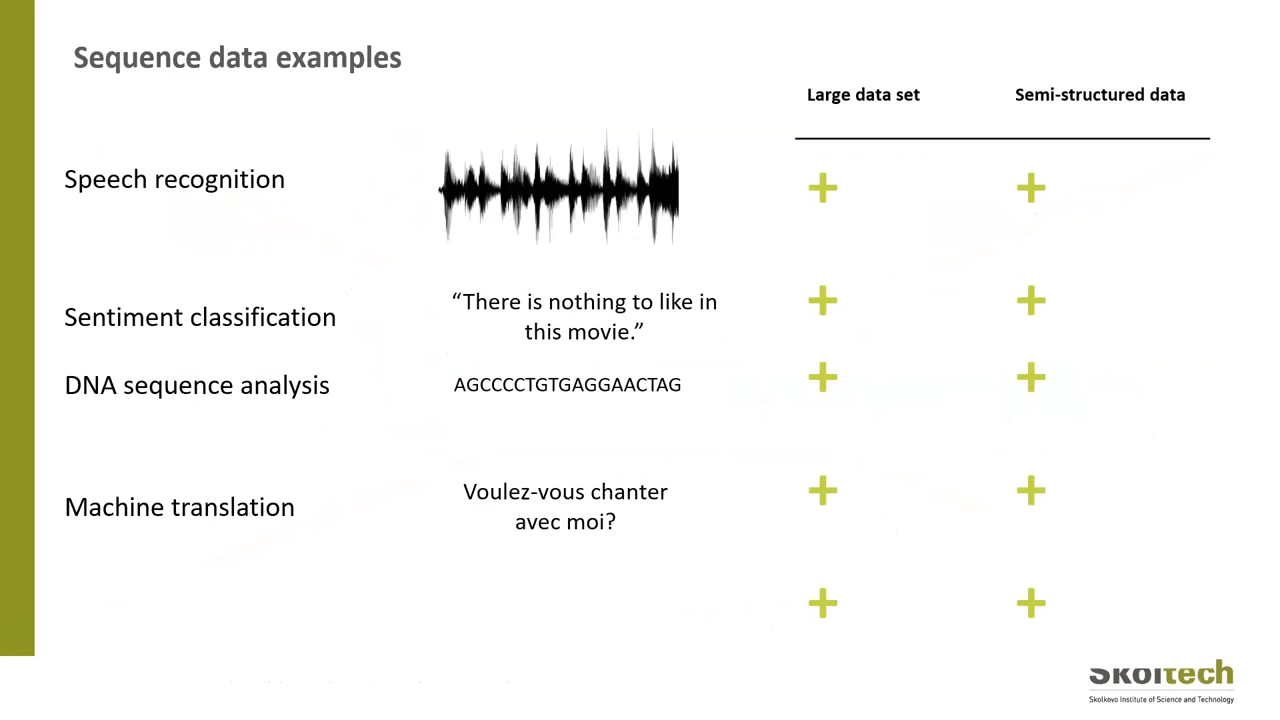 Sequence data examples
Large data set
Semi-structured data
Speech recognition
+ +
Sentiment classification
“There is nothing to like in
this movie.”
+ +
DNA sequence analysis
AGCCCCTGTGAGGAACTAG
+ +
Machine translation
Voulez-vous chanter
avec moi?
+ +
+ +
Skoltech
Skolkovo Institute of Science and Technology